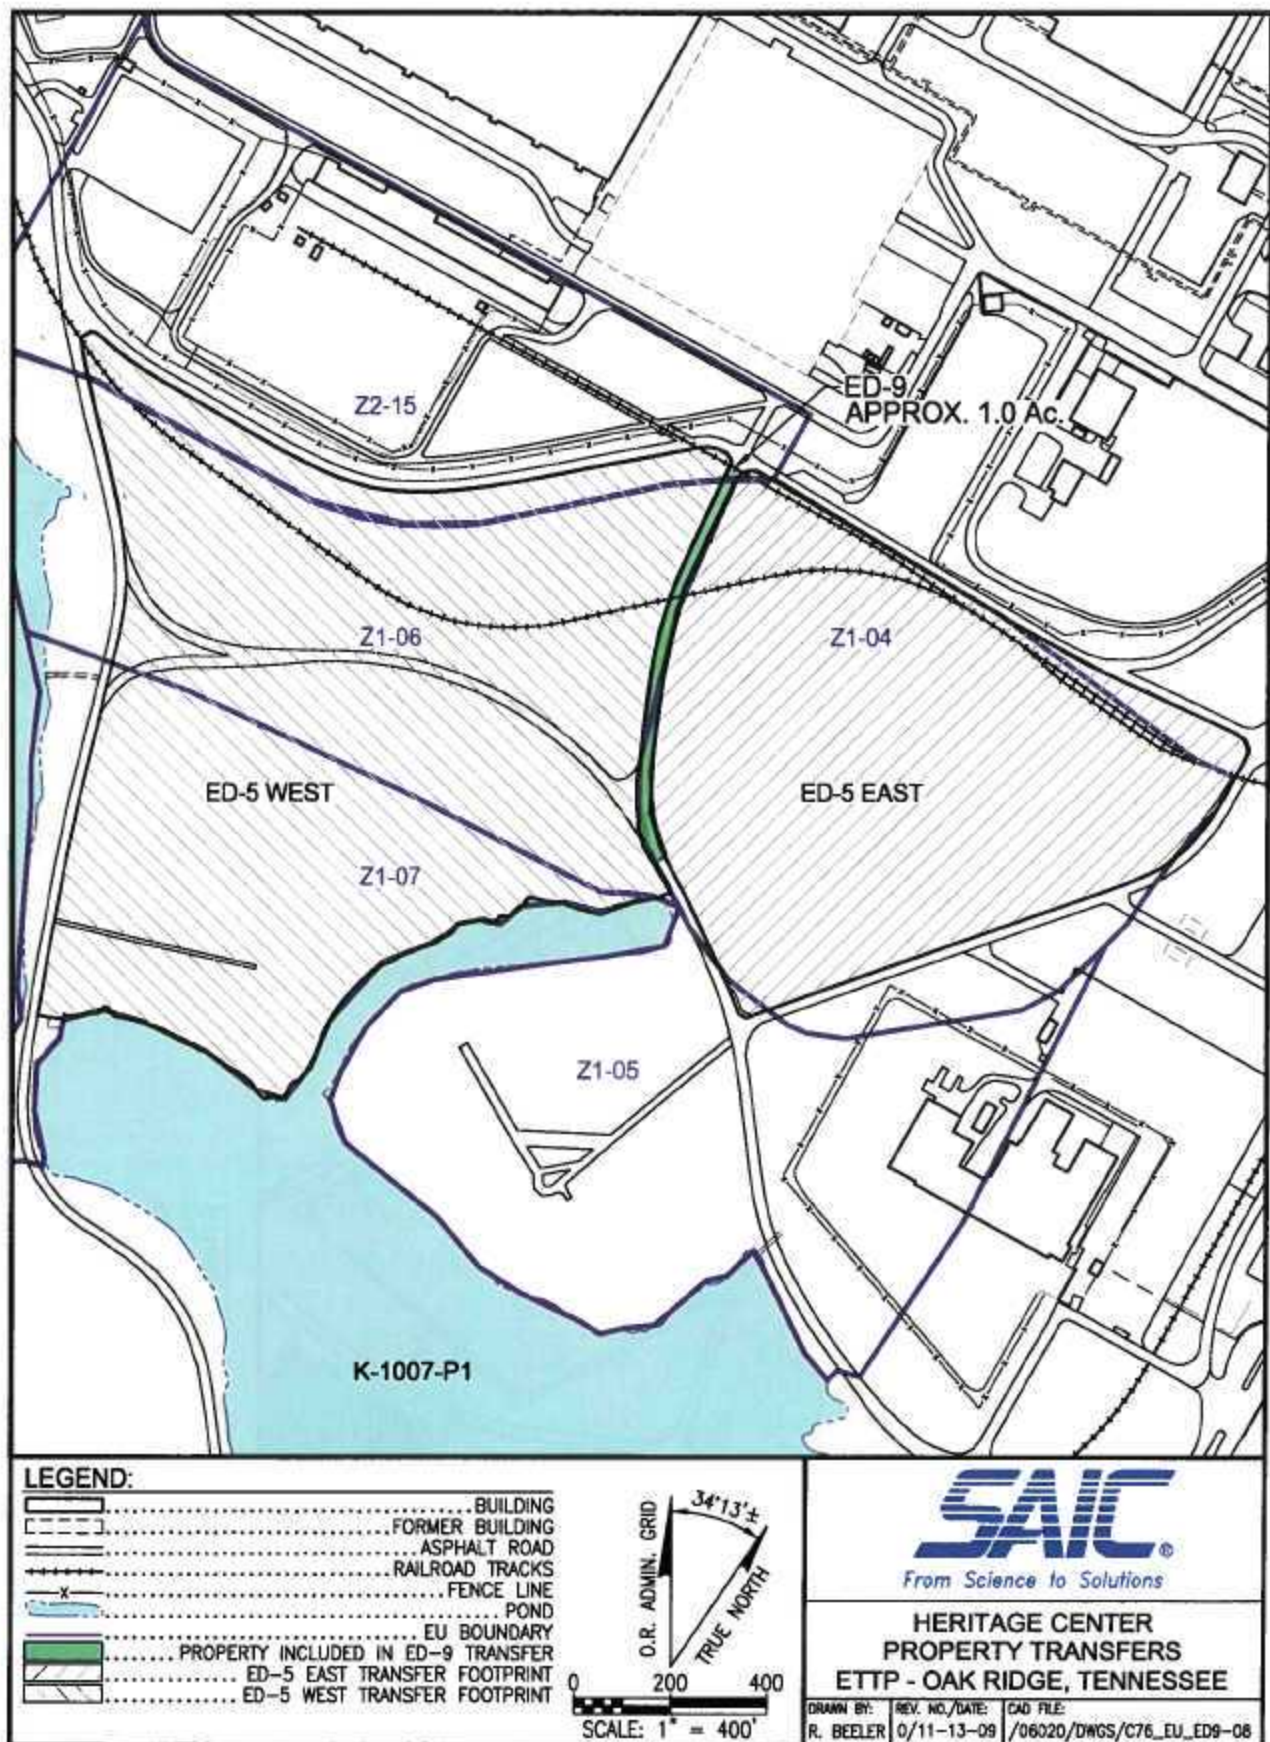 ED-9
APPROX. 1.0 Ac.
Z2-15
Z1-06
Z1-04
ED-5 WEST
ED-5 EAST
Z1-07
Z1-05
K-1007-P1
LEGEND:
BUILDING
FORMER BUILDING
ASPHALT ROAD
RAILROAD TRACKS
x FENCE LINE
POND
EU BOUNDARY
PROPERTY INCLUDED IN ED-9 TRANSFER
ED-5 EAST TRANSFER FOOTPRINT
ED-5 WEST TRANSFER FOOTPRINT
34°13'±
O.R. ADMIN. GRID
TRUE NORTH
0 200 400
SCALE: 1" = 400'
SAIC®
From Science to Solutions
HERITAGE CENTER
PROPERTY TRANSFERS
ETTP - OAK RIDGE, TENNESSEE
DRAWN BY: REV. NO./DATE: CAD FILE:
R. BEELER 0/11-13-09 /06020/DWGS/C76_EU_ED9-08